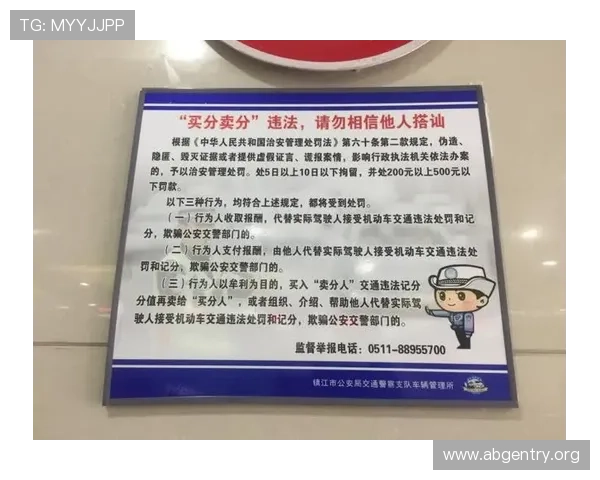 TG: MYYJJPP
“买分卖分”违法，请勿相信他人搭讪
根据《中华人民共和国治安管理处罚法》第六十条第二款规定，伪造、
隐匿、毁灭证据或者提供虚假证言、谎报案情，影响行政执法机关依法办案
的，予以治安管理处罚。处5日以上10日以下拘留，并处200元以上500元以
下罚款。
以下三种行为，均符合上述规定，都将受到处罚。
（一）行为人收取报酬，代替实际驾驶人接受机动车交通违法处罚和记
分，欺骗公安交警部门的。
（二）行为人支付报酬，由他人代替实际驾驶人接受机动车交通违法处
罚和记分，欺骗公安交警部门的。
（三）行为人以牟利为目的，买入“卖分人”交通违法记分
分值再卖给“买分人”，或者组织、介绍、帮助他人代替实际驾
驶人接受机动车交通违法处罚和记分，欺骗公安交警部门的。
监督举报电话：0511-88955700
镇江市公安局交通警察支队车辆管理所
www.abgentry.org